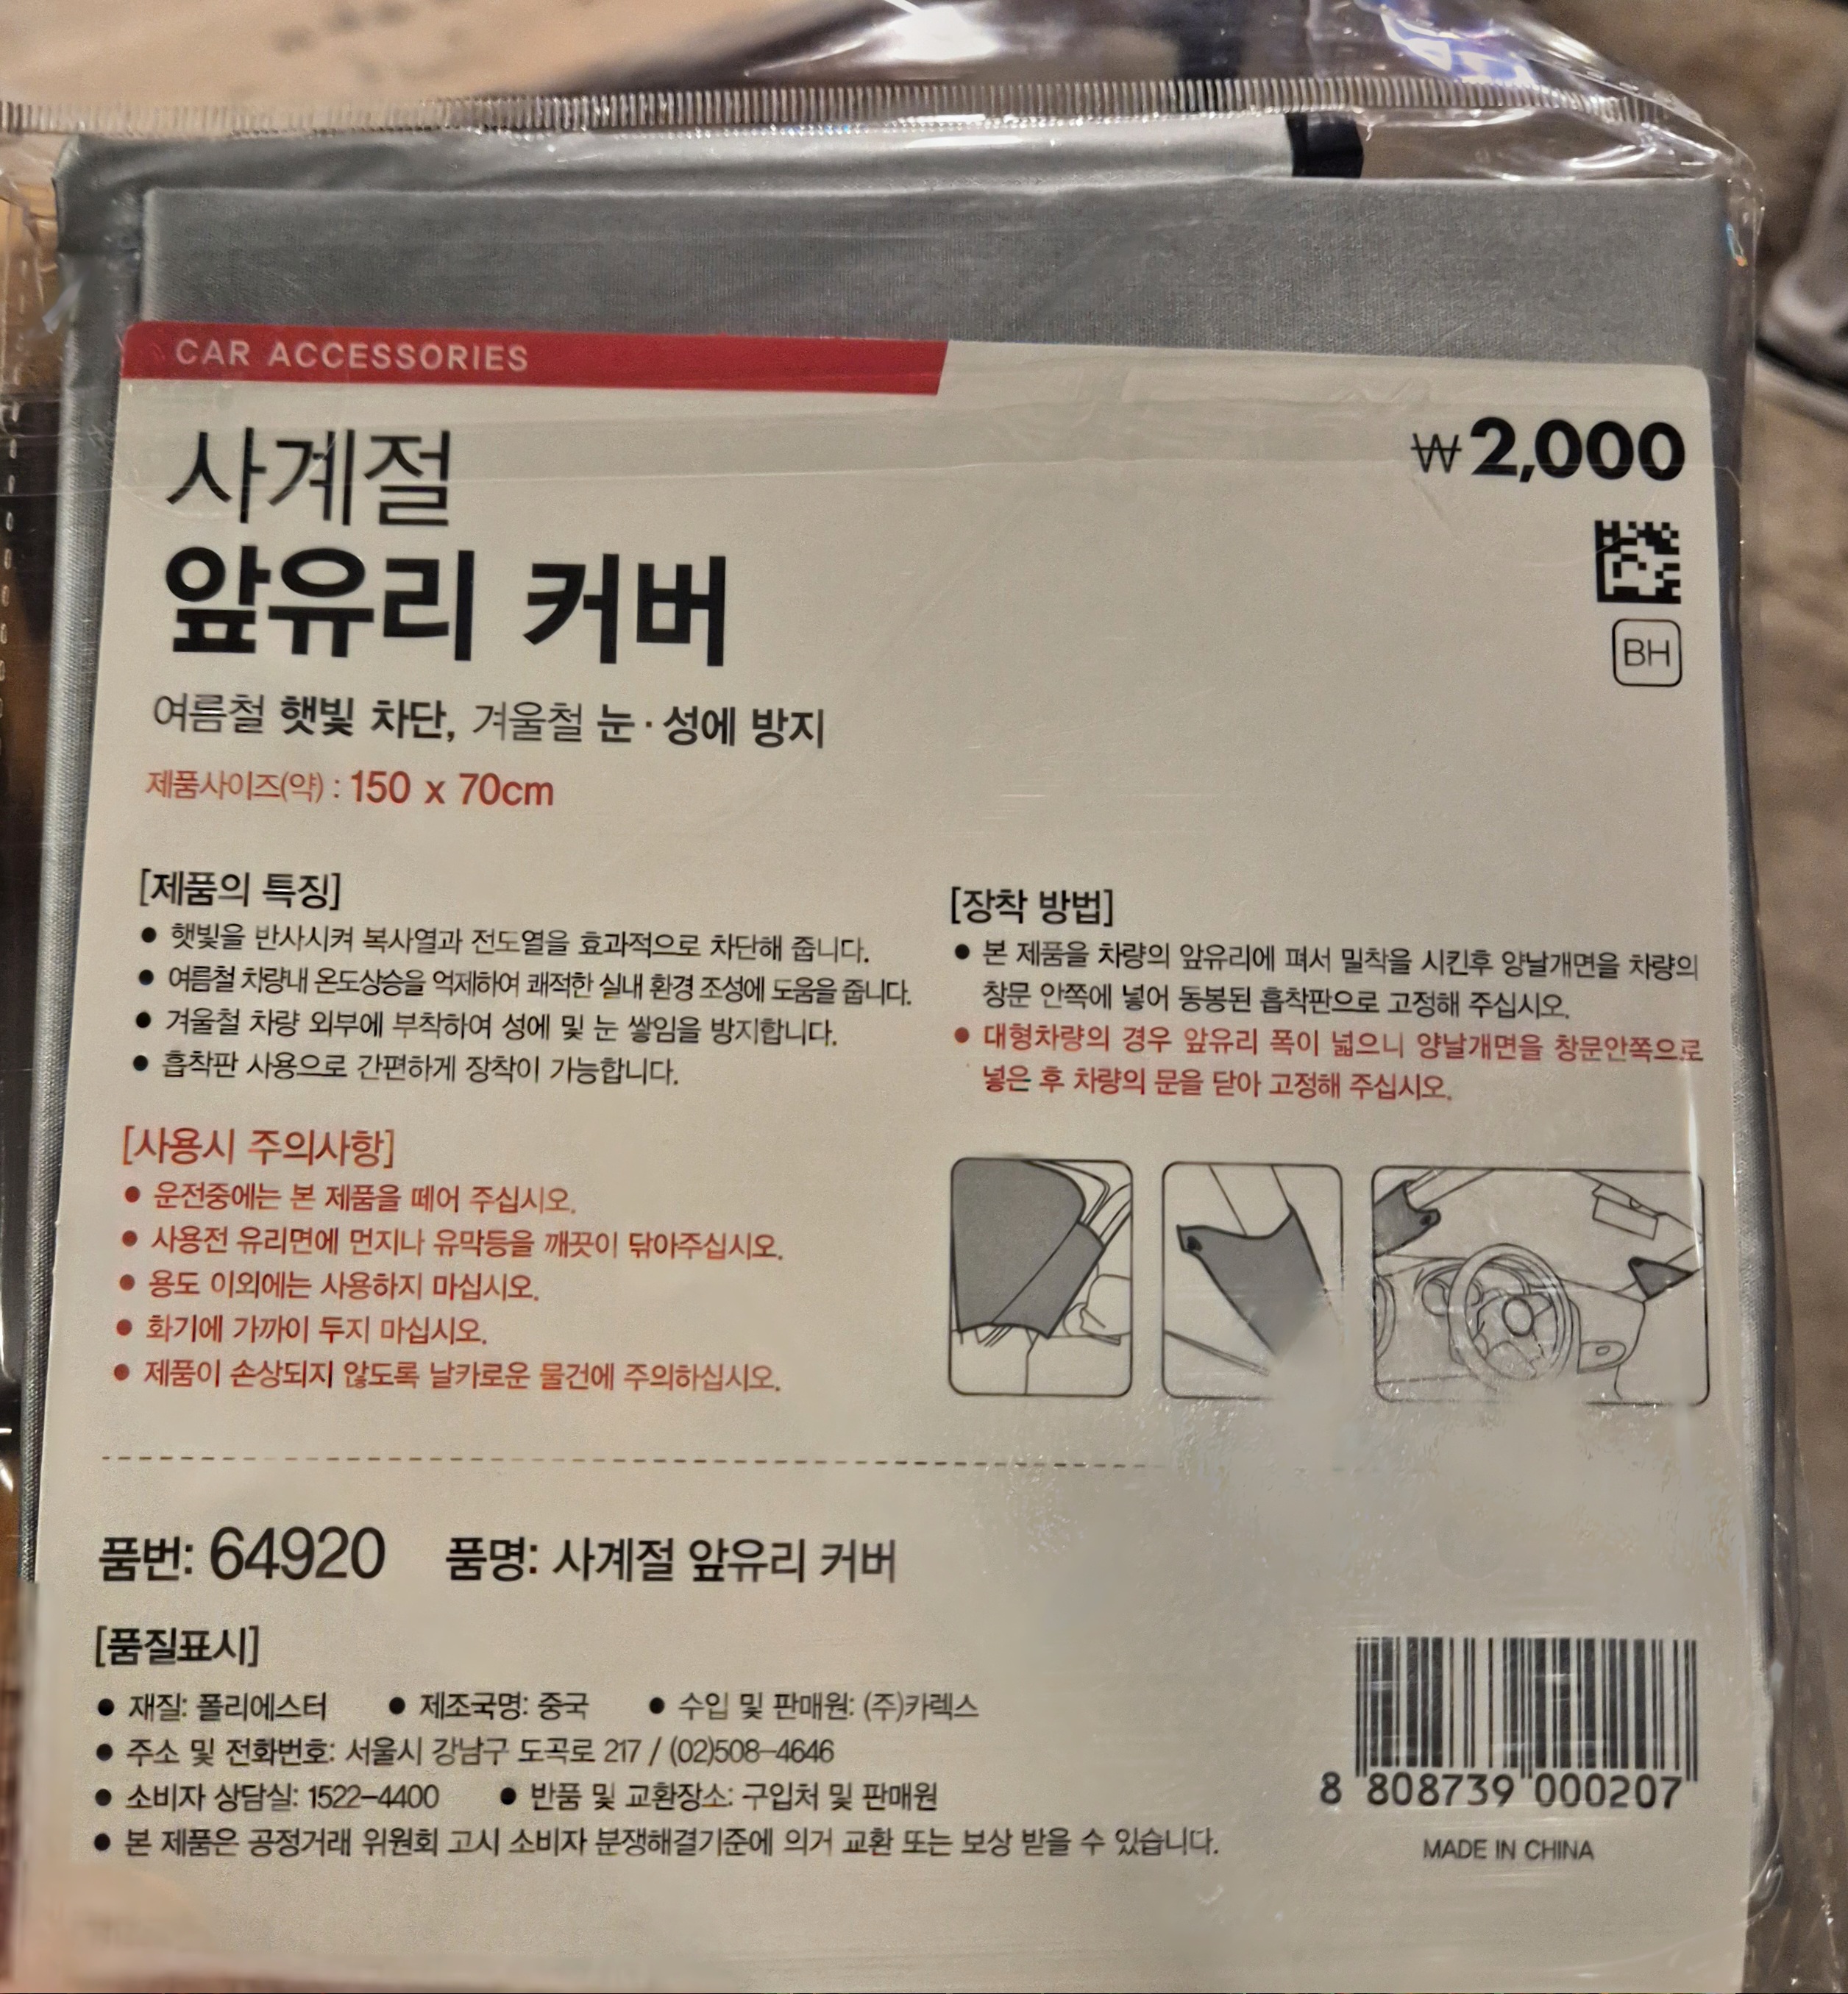 CAR ACCESSORIES
사계절
앞유리 커버
₩2,000
BH
여름철 햇빛 차단, 겨울철 눈·성에 방지
제품사이즈(약) : 150 x 70cm
[제품의 특징]
● 햇빛을 반사시켜 복사열과 전도열을 효과적으로 차단해 줍니다.
● 여름철 차량내 온도상승을 억제하여 쾌적한 실내 환경 조성에 도움을 줍니다.
● 겨울철 차량 외부에 부착하여 성에 및 눈 쌓임을 방지합니다.
● 흡착판 사용으로 간편하게 장착이 가능합니다.
[사용시 주의사항]
● 운전중에는 본 제품을 떼어 주십시오.
● 사용전 유리면에 먼지나 유막등을 깨끗이 닦아주십시오.
● 용도 이외에는 사용하지 마십시오.
● 화기에 가까이 두지 마십시오.
● 제품이 손상되지 않도록 날카로운 물건에 주의하십시오.
[장착 방법]
● 본 제품을 차량의 앞유리에 펴서 밀착을 시킨후 양날개면을 차량의
창문 안쪽에 넣어 동봉된 흡착판으로 고정해 주십시오.
● 대형차량의 경우 앞유리 폭이 넓으니 양날개면을 창문안쪽으로
넣은 후 차량의 문을 닫아 고정해 주십시오.
품번: 64920 품명: 사계절 앞유리 커버
[품질표시]
● 재질: 폴리에스터 ● 제조국명: 중국 ● 수입 및 판매원: (주)카렉스
● 주소 및 전화번호: 서울시 강남구 도곡로 217 / (02)508-4646
● 소비자 상담실: 1522-4400 ● 반품 및 교환장소: 구입처 및 판매원
● 본 제품은 공정거래 위원회 고시 소비자 분쟁해결기준에 의거 교환 또는 보상 받을 수 있습니다.
8 808739 000207
MADE IN CHINA